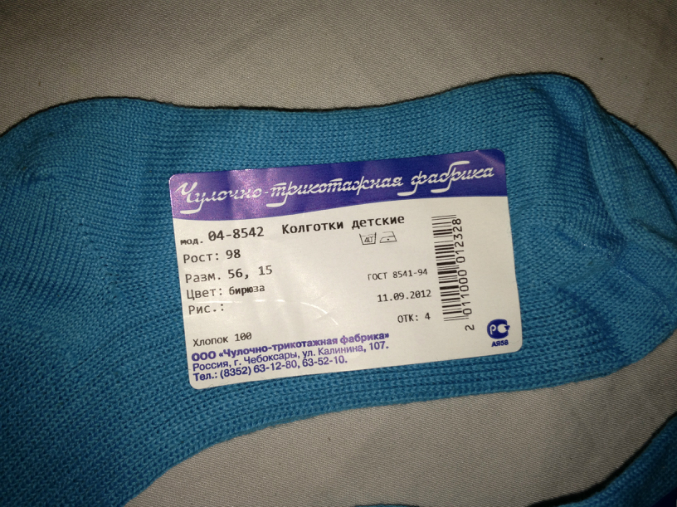 Чулочно-трикотажная фабрика
мод. 04-8542 Колготки детские
Рост: 98
Разм. 56, 15
Цвет: бирюза
Рис.:
ГОСТ 8541-94
11.09.2012
ОТК: 4
2 011000 012328
Хлопок 100
ООО «Чулочно-трикотажная фабрика»
Россия, г. Чебоксары, ул. Калинина, 107.
Тел.: (8352) 63-12-80, 63-52-10.